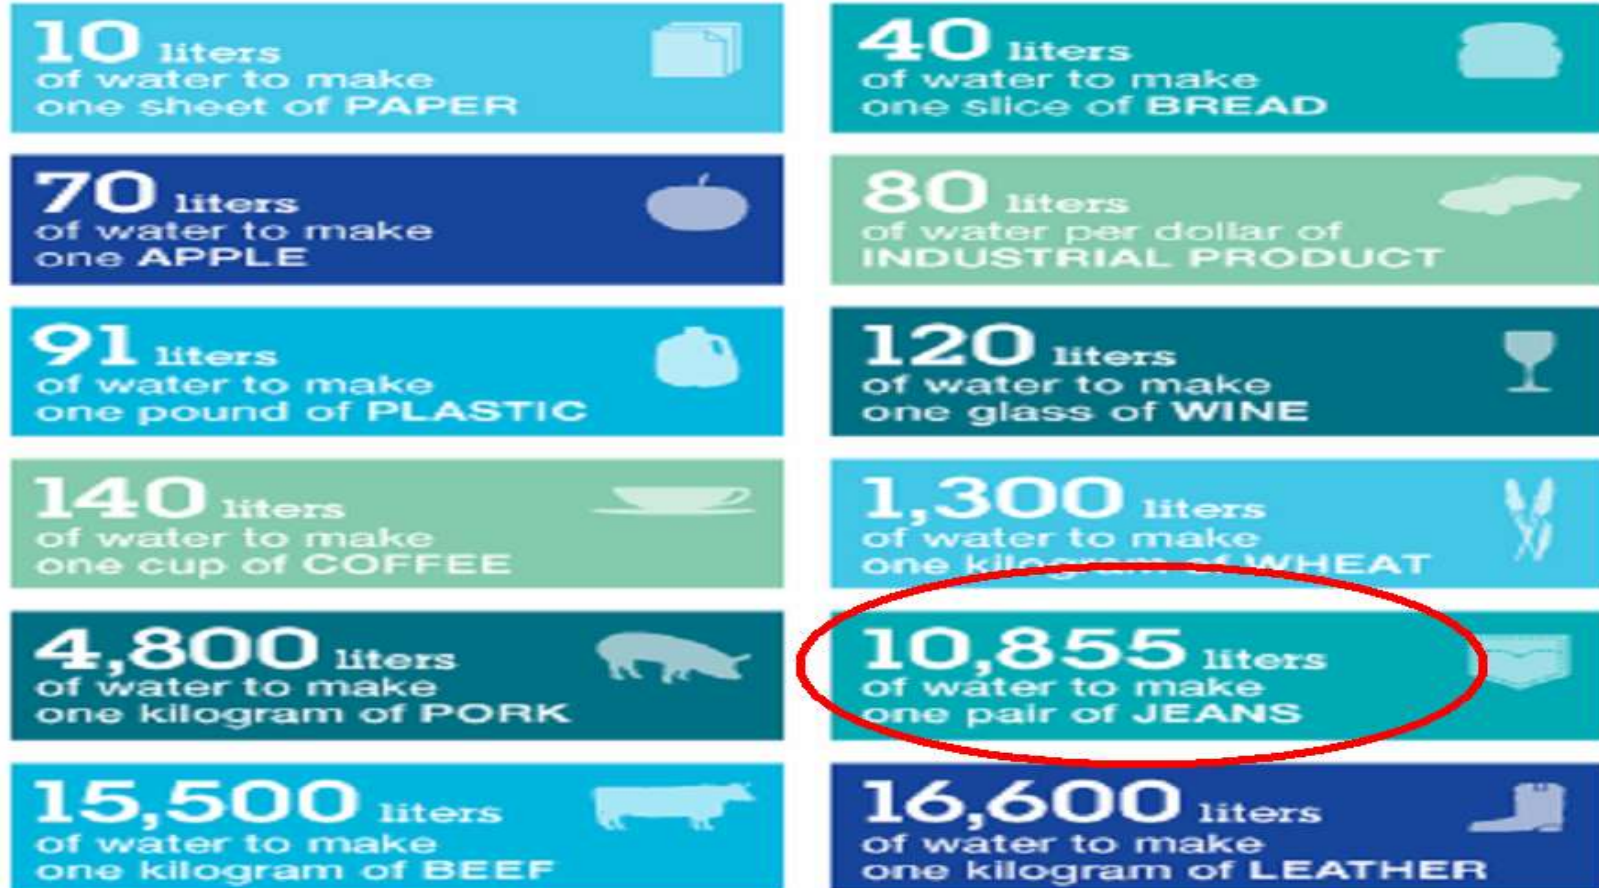 10 liters
of water to make
one sheet of PAPER
40 liters
of water to make
one slice of BREAD
70 liters
of water to make
one APPLE
80 liters
of water per dollar of
INDUSTRIAL PRODUCT
91 liters
of water to make
one pound of PLASTIC
120 liters
of water to make
one glass of WINE
140 liters
of water to make
one cup of COFFEE
1,300 liters
of water to make
one kilogram of WHEAT
4,800 liters
of water to make
one kilogram of PORK
10,855 liters
of water to make
one pair of JEANS
15,500 liters
of water to make
one kilogram of BEEF
16,600 liters
of water to make
one kilogram of LEATHER